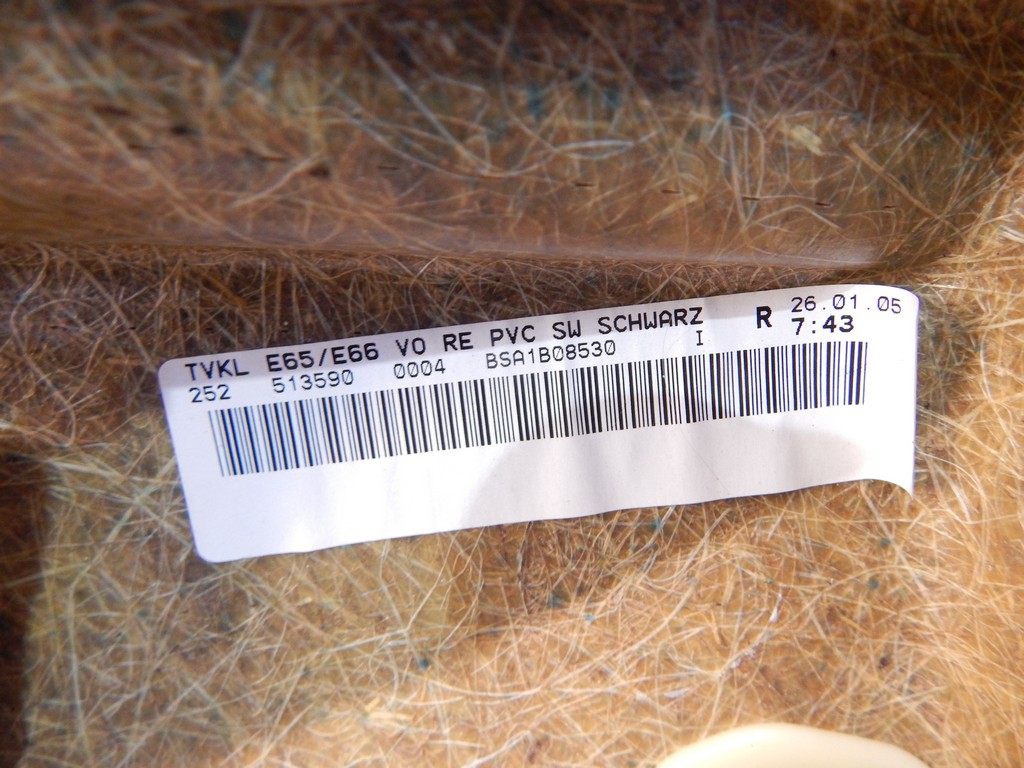 TVKL E65/E66 VO RE PVC SW SCHWARZ R 26.01.05
252 513590 0004 BSA1B08530 I 7:43